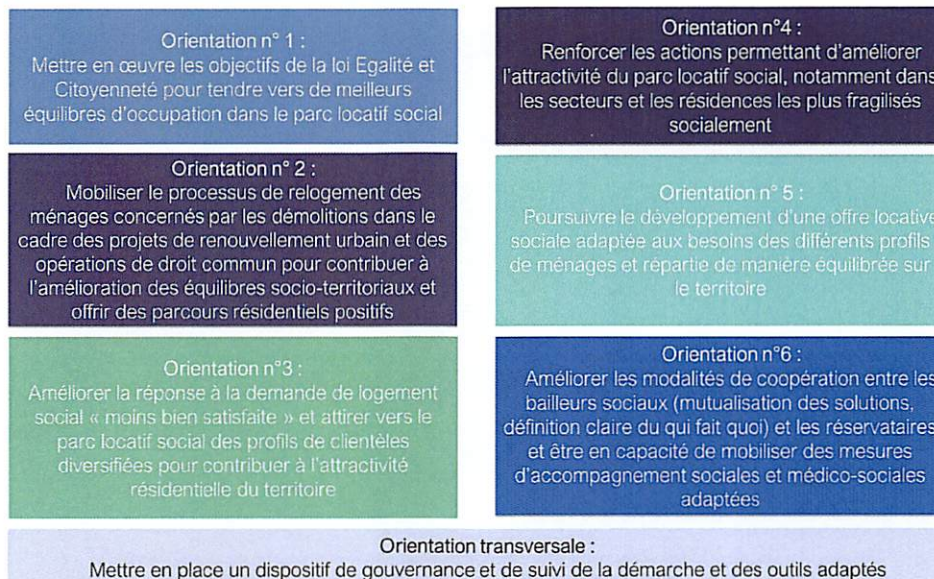 Orientation n° 1 :
Mettre en œuvre les objectifs de la loi Egalité et
Citoyenneté pour tendre vers de meilleurs
équilibres d'occupation dans le parc locatif social
Orientation n° 2 :
Mobiliser le processus de relogement des
ménages concernés par les démolitions dans le
cadre des projets de renouvellement urbain et des
opérations de droit commun pour contribuer à
l'amélioration des équilibres socio-territoriaux et
offrir des parcours résidentiels positifs
Orientation n°3 :
Améliorer la réponse à la demande de logement
social « moins bien satisfaite » et attirer vers le
parc locatif social des profils de clientèles
diversifiées pour contribuer à l'attractivité
résidentielle du territoire
Orientation n°4 :
Renforcer les actions permettant d'améliorer
l'attractivité du parc locatif social, notamment dans
les secteurs et les résidences les plus fragilisés
socialement
Orientation n° 5 :
Poursuivre le développement d'une offre locative
sociale adaptée aux besoins des différents profils
de ménages et répartie de manière équilibrée sur
le territoire
Orientation n°6 :
Améliorer les modalités de coopération entre les
bailleurs sociaux (mutualisation des solutions,
définition claire du qui fait quoi) et les réservataires
et être en capacité de mobiliser des mesures
d'accompagnement sociales et médico-sociales
adaptées
Orientation transversale :
Mettre en place un dispositif de gouvernance et de suivi de la démarche et des outils adaptés